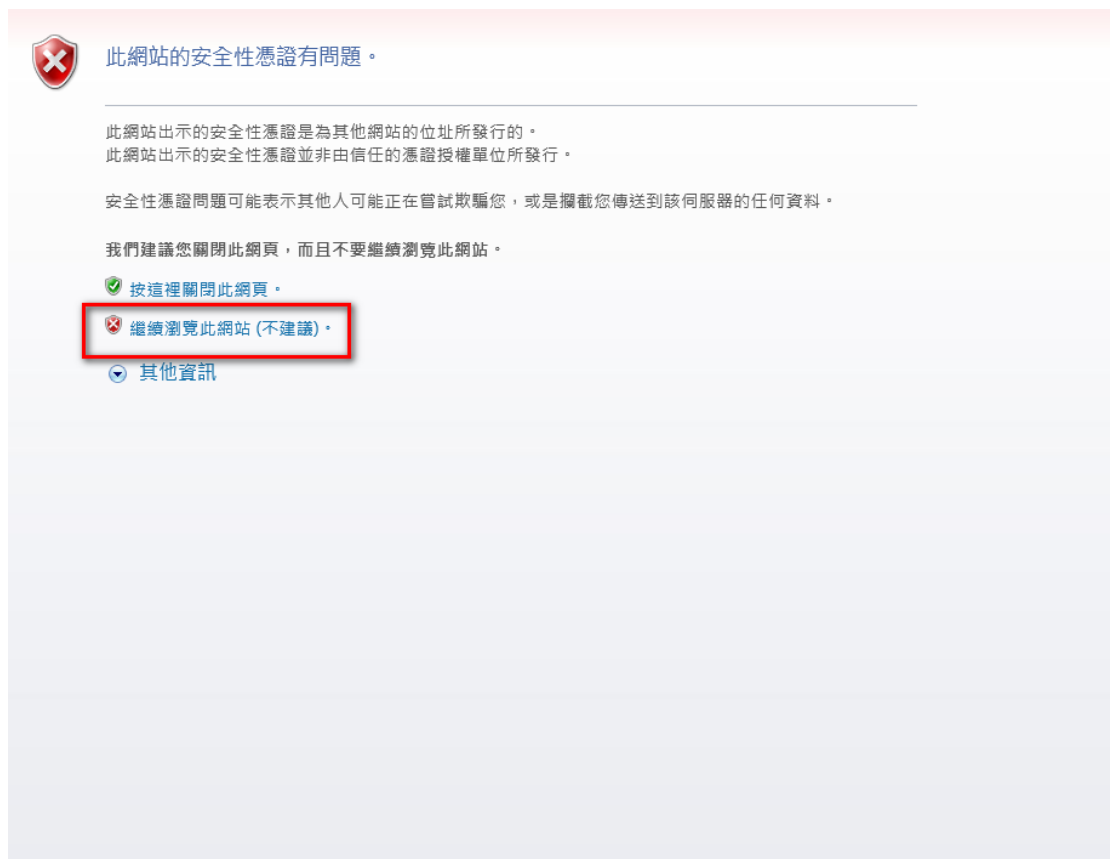 此網站的安全性憑證有問題。
此網站出示的安全性憑證是為其他網站的位址所發行的。
此網站出示的安全性憑證並非由信任的憑證授權單位所發行。
安全性憑證問題可能表示其他人可能正在嘗試欺騙您，或是攔截您傳送到該伺服器的任何資料。
我們建議您關閉此網頁，而且不要繼續瀏覽此網站。
按這裡關閉此網頁。
繼續瀏覽此網站 (不建議)。
其他資訊